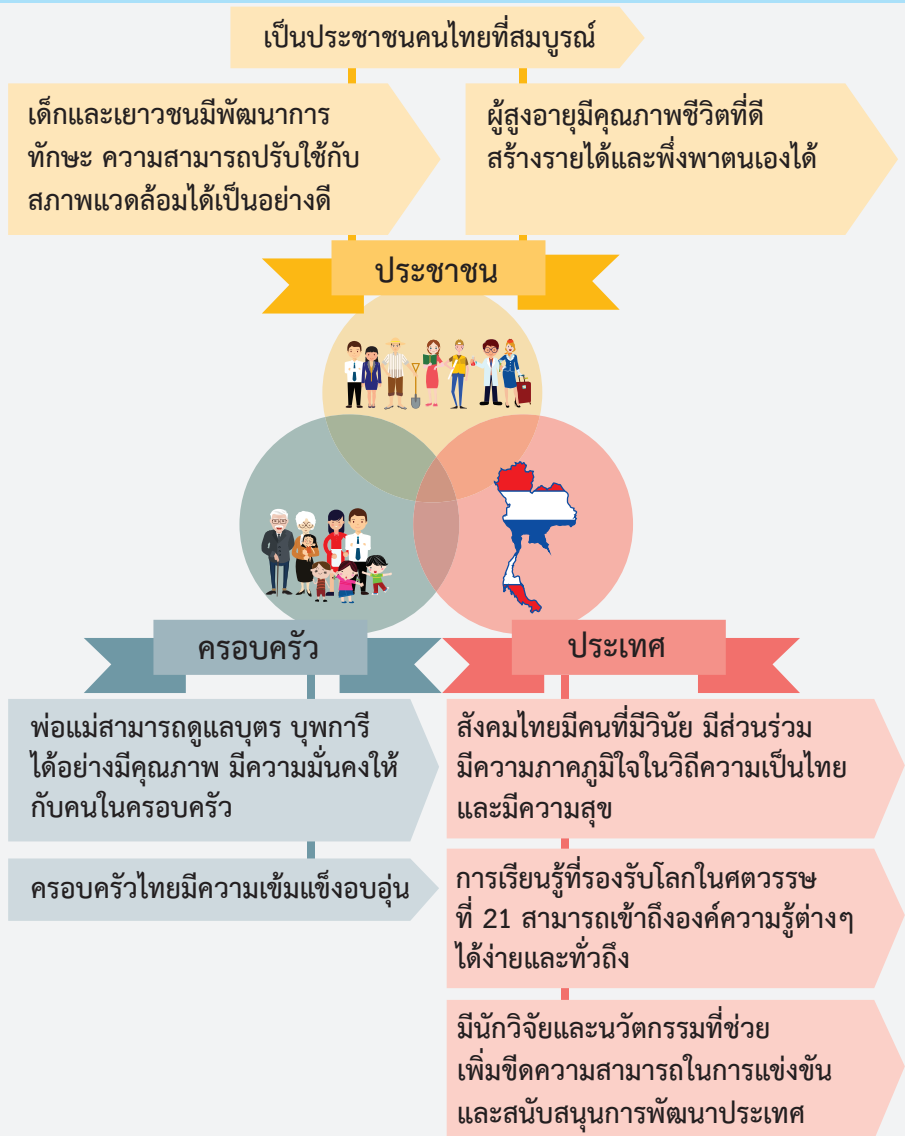 เป็นประชาชนคนไทยที่สมบูรณ์
เด็กและเยาวชนมีพัฒนาการ
ทักษะ ความสามารถปรับใช้กับ
สภาพแวดล้อมได้เป็นอย่างดี
ผู้สูงอายุมีคุณภาพชีวิตที่ดี
สร้างรายได้และพึ่งพาตนเองได้
ประชาชน
ครอบครัว
พ่อแม่สามารถดูแลบุตร บุพการี
ได้อย่างมีคุณภาพ มีความมั่นคงให้
กับคนในครอบครัว
ครอบครัวไทยมีความเข้มแข็งอบอุ่น
ประเทศ
สังคมไทยมีคนที่มีวินัย มีส่วนร่วม
มีความภาคภูมิใจในวิถีความเป็นไทย
และมีความสุข
การเรียนรู้ที่รองรับโลกในศตวรรษ
ที่ 21 สามารถเข้าถึงองค์ความรู้ต่างๆ
ได้ง่ายและทั่วถึง
มีนักวิจัยและนวัตกรรมที่ช่วย
เพิ่มขีดความสามารถในการแข่งขัน
และสนับสนุนการพัฒนาประเทศ